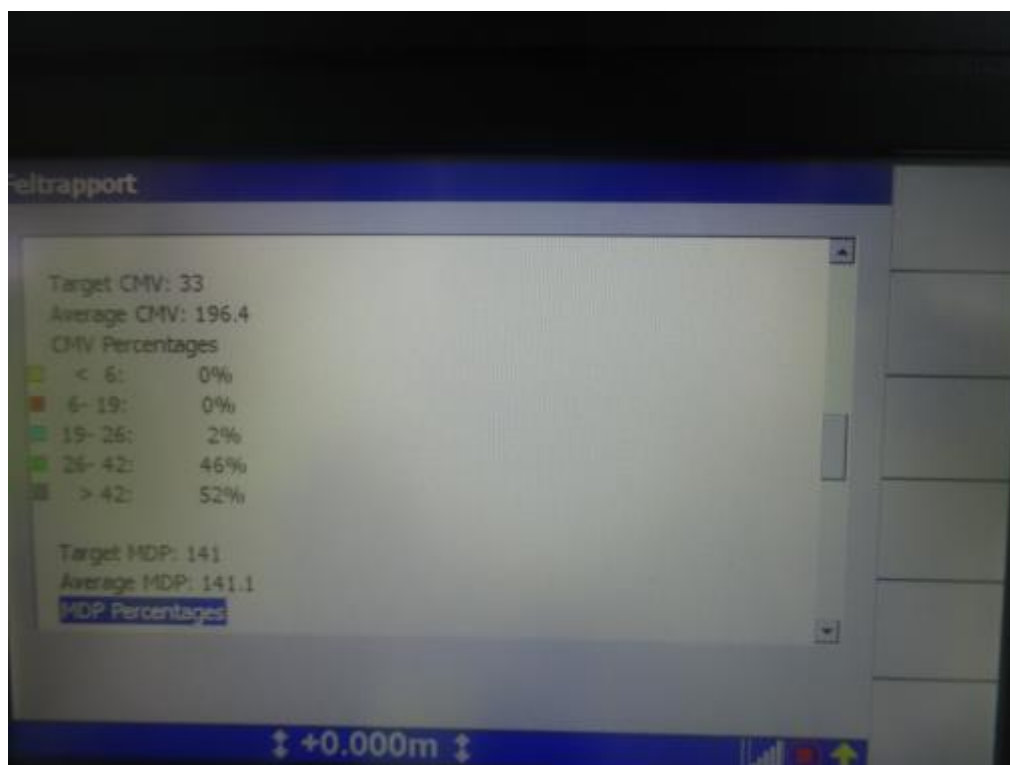 Feltrapport
Target CMV: 33
Average CMV: 196.4
CMV Percentages
< 6: 0%
6- 19: 0%
19- 26: 2%
26- 42: 46%
> 42: 52%
Target MDP: 141
Average MDP: 141.1
MDP Percentages
+0.000m